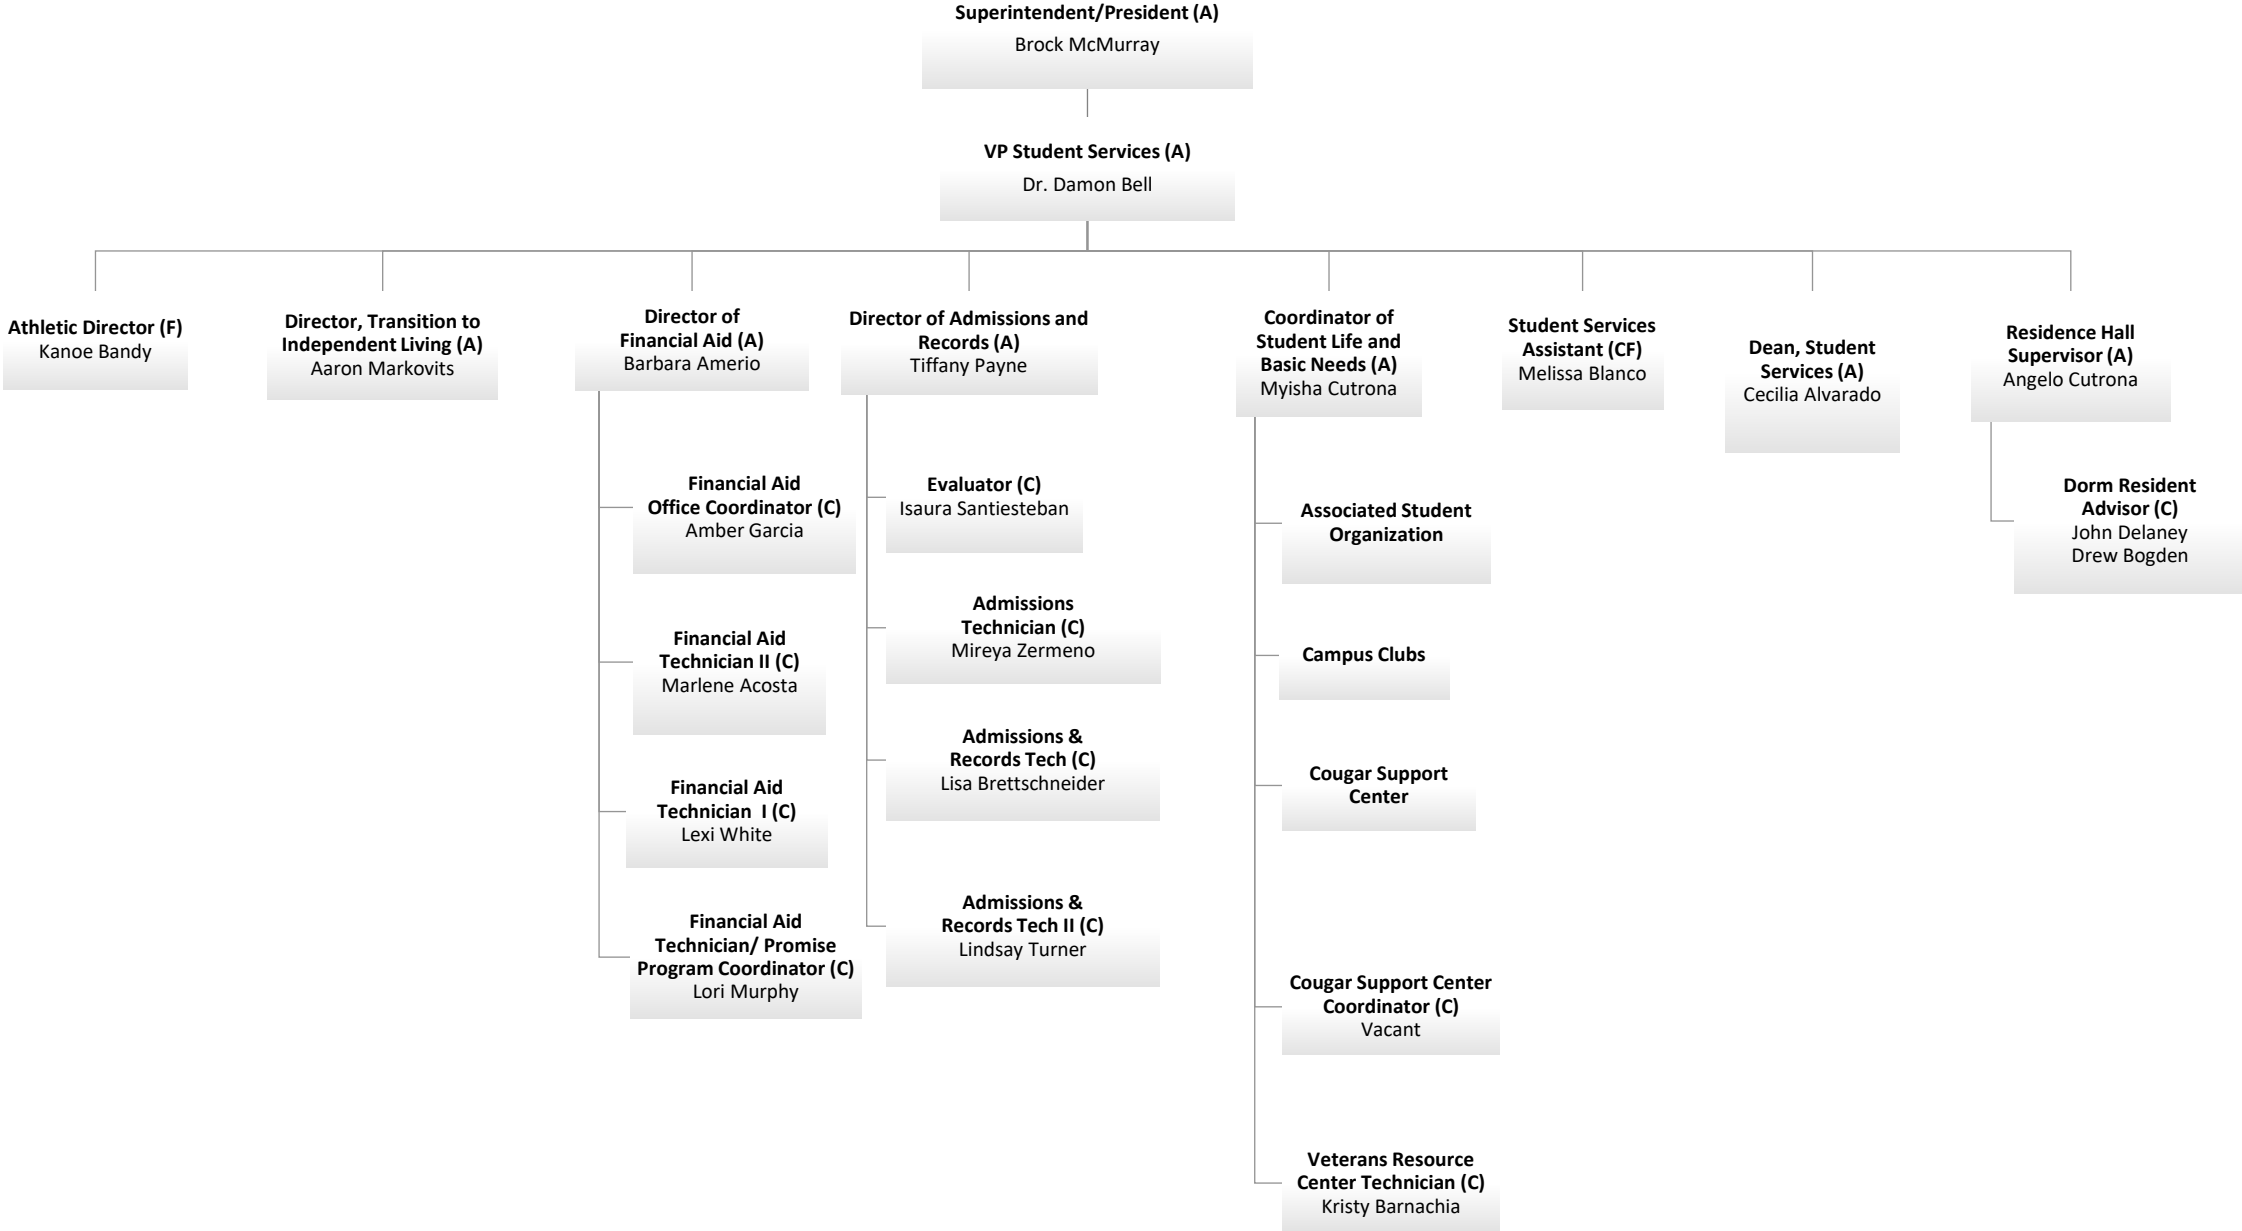 Superintendent/President (A)
Brock McMurray
VP Student Services (A)
Dr. Damon Bell
Athletic Director (F)
Kanoe Bandy
Director, Transition to
Independent Living (A)
Aaron Markovits
Director of
Financial Aid (A)
Barbara Amerio
Director of Admissions and
Records (A)
Tiffany Payne
Coordinator of
Student Life and
Basic Needs (A)
Myisha Cutrona
Student Services
Assistant (CF)
Melissa Blanco
Dean, Student
Services (A)
Cecilia Alvarado
Residence Hall
Supervisor (A)
Angelo Cutrona
Financial Aid
Office Coordinator (C)
Amber Garcia
Financial Aid
Technician II (C)
Marlene Acosta
Financial Aid
Technician  I (C)
Lexi White
Financial Aid
Technician/ Promise
Program Coordinator (C)
Lori Murphy
Evaluator (C)
Isaura Santiesteban
Admissions
Technician (C)
Mireya Zermeno
Admissions &
Records Tech (C)
Lisa Brettschneider
Admissions &
Records Tech II (C)
Lindsay Turner
Associated Student
Organization
Campus Clubs
Cougar Support
Center
Cougar Support Center
Coordinator (C)
Vacant
Veterans Resource
Center Technician (C)
Kristy Barnachia
Dorm Resident
Advisor (C)
John Delaney
Drew Bogden